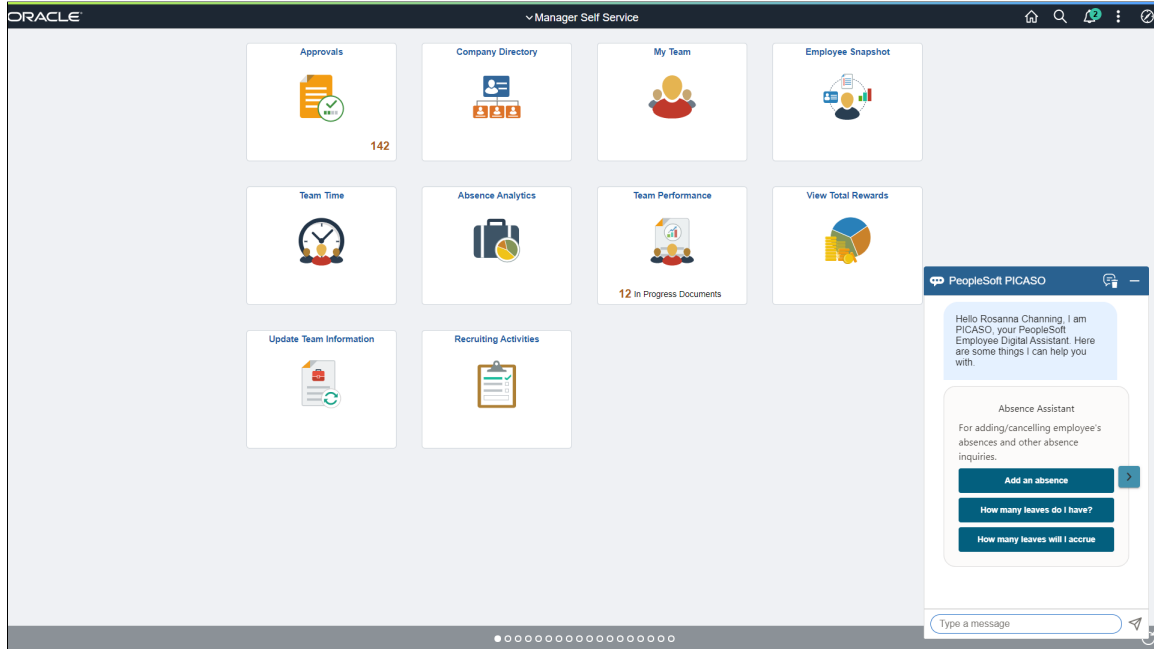 ORACLE
Manager Self Service
2
Approvals
142
Company Directory
My Team
Employee Snapshot
Team Time
Absence Analytics
Team Performance
12 In Progress Documents
View Total Rewards
Update Team Information
Recruiting Activities
PeopleSoft PICASO
Hello Rosanna Channing, I am
PICASO, your PeopleSoft
Employee Digital Assistant. Here
are some things I can help you
with.
Absence Assistant
For adding/cancelling employee's
absences and other absence
inquiries.
Add an absence
How many leaves do I have?
How many leaves will I accrue
Type a message